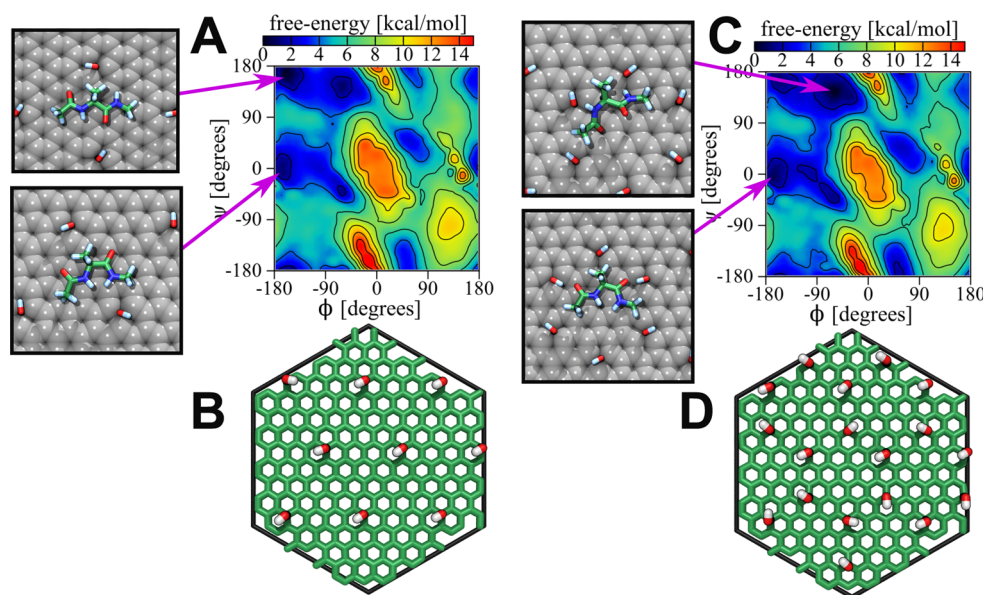 A
free-energy [kcal/mol]
0 2 4 6 8 10 12 14
180
90
0
-90
-180
ψ [degrees]
-180 -90 0 90 180
ϕ [degrees]
B
C
free-energy [kcal/mol]
0 2 4 6 8 10 12 14
180
90
0
-90
-180
ψ [degrees]
-180 -90 0 90 180
ϕ [degrees]
D